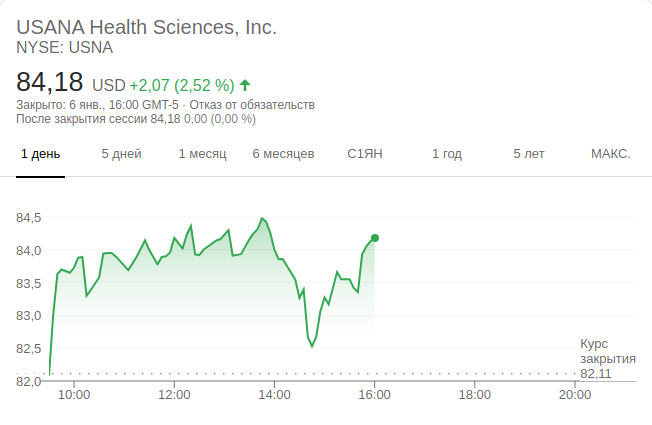 USANA Health Sciences, Inc.
NYSE: USNA
84,18 USD +2,07 (2,52 %)
Закрыто: 6 янв., 16:00 GMT-5 · Отказ от обязательств
После закрытия сессии 84,18 0,00 (0,00 %)
1 день 5 дней 1 месяц 6 месяцев С1ЯН 1 год 5 лет МАКС.
84,5
84,0
83,5
83,0
82,5
82,0
Курс
закрытия
82,11
10:00 12:00 14:00 16:00 18:00 20:00